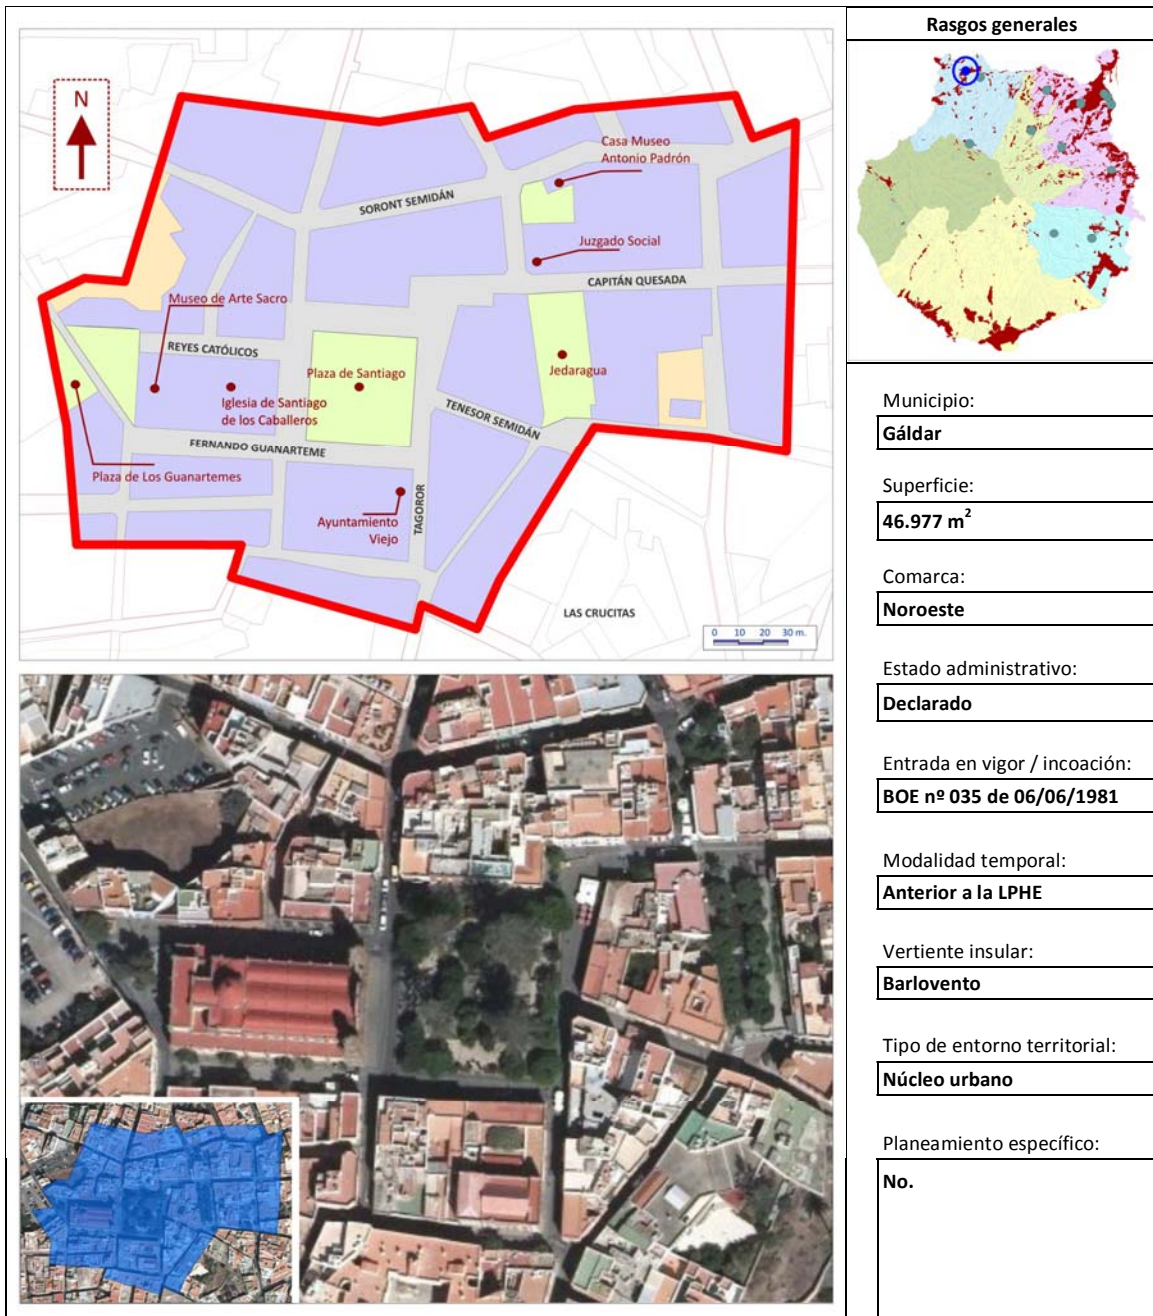 Rasgos generales
N
Casa Museo
Antonio Padrón
SORONT SEMIDÁN
Juzgado Social
CAPITÁN QUESADA
Museo de Arte Sacro
REYES CATÓLICOS
Plaza de Santiago
Jedaragua
Iglesia de Santiago
de los Caballeros
TENESOR SEMIDÁN
FERNANDO GUANARTEME
Plaza de Los Guanartemes
Ayuntamiento
Viejo
TAGOROR
LAS CRUCITAS
0 10 20 30 m.
Municipio:
Gáldar
Superficie:
46.977 m²
Comarca:
Noroeste
Estado administrativo:
Declarado
Entrada en vigor / incoación:
BOE nº 035 de 06/06/1981
Modalidad temporal:
Anterior a la LPHE
Vertiente insular:
Barlovento
Tipo de entorno territorial:
Núcleo urbano
Planeamiento específico:
No.